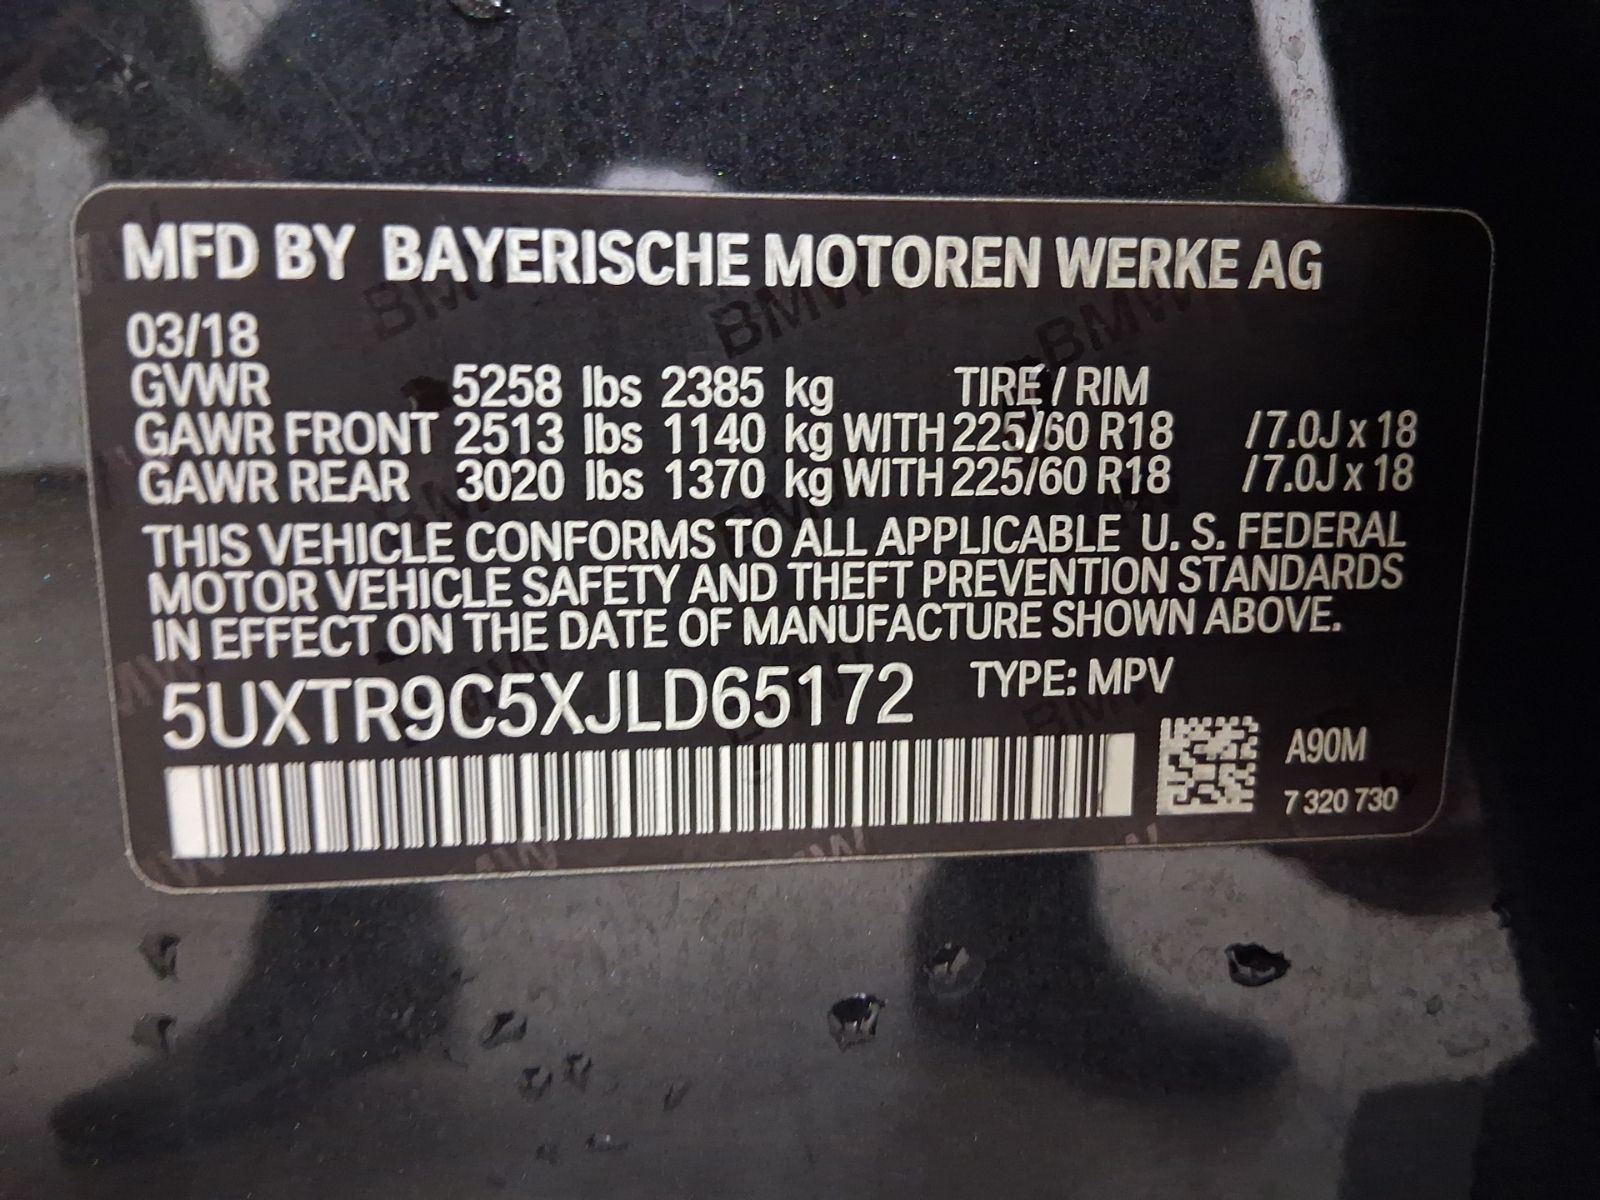 MFD BY BAYERISCHE MOTOREN WERKE AG
03/18
GVWR 5258 lbs 2385 kg TIRE / RIM
GAWR FRONT 2513 lbs 1140 kg WITH 225/60 R18 / 7.0J x 18
GAWR REAR 3020 lbs 1370 kg WITH 225/60 R18 / 7.0J x 18
THIS VEHICLE CONFORMS TO ALL APPLICABLE U. S. FEDERAL
MOTOR VEHICLE SAFETY AND THEFT PREVENTION STANDARDS
IN EFFECT ON THE DATE OF MANUFACTURE SHOWN ABOVE.
5UXTR9C5XJLD65172 TYPE: MPV
A90M
7 320 730